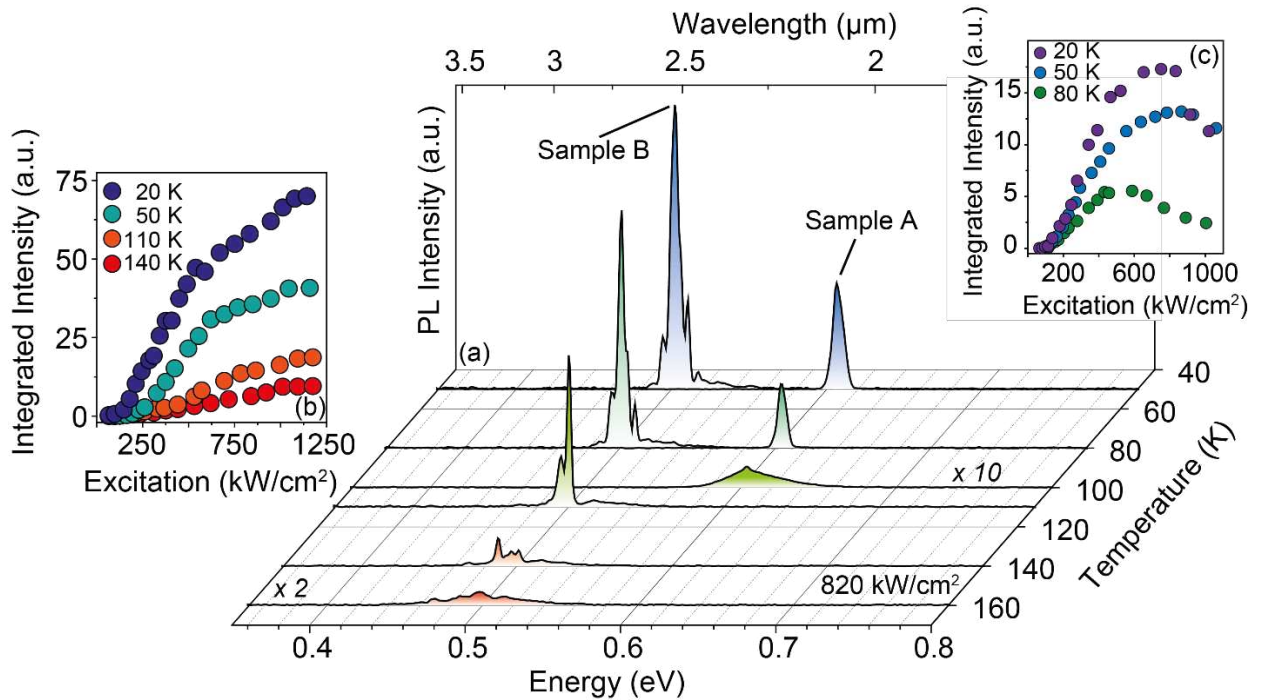 Wavelength (µm)
3.5
3
2.5
2
Sample B
Sample A
PL Intensity (a.u.)
(a)
40
60
80
100
120
140
160
Temperature (K)
x 10
x 2
820 kW/cm²
0.4
0.5
0.6
0.7
0.8
Energy (eV)
Integrated Intensity (a.u.)
75
50
25
0
20 K
50 K
110 K
140 K
(b)
250
750
1250
Excitation (kW/cm²)
Integrated Intensity (a.u.)
15
10
5
0
20 K
50 K
80 K
(c)
200
600
1000
Excitation (kW/cm²)